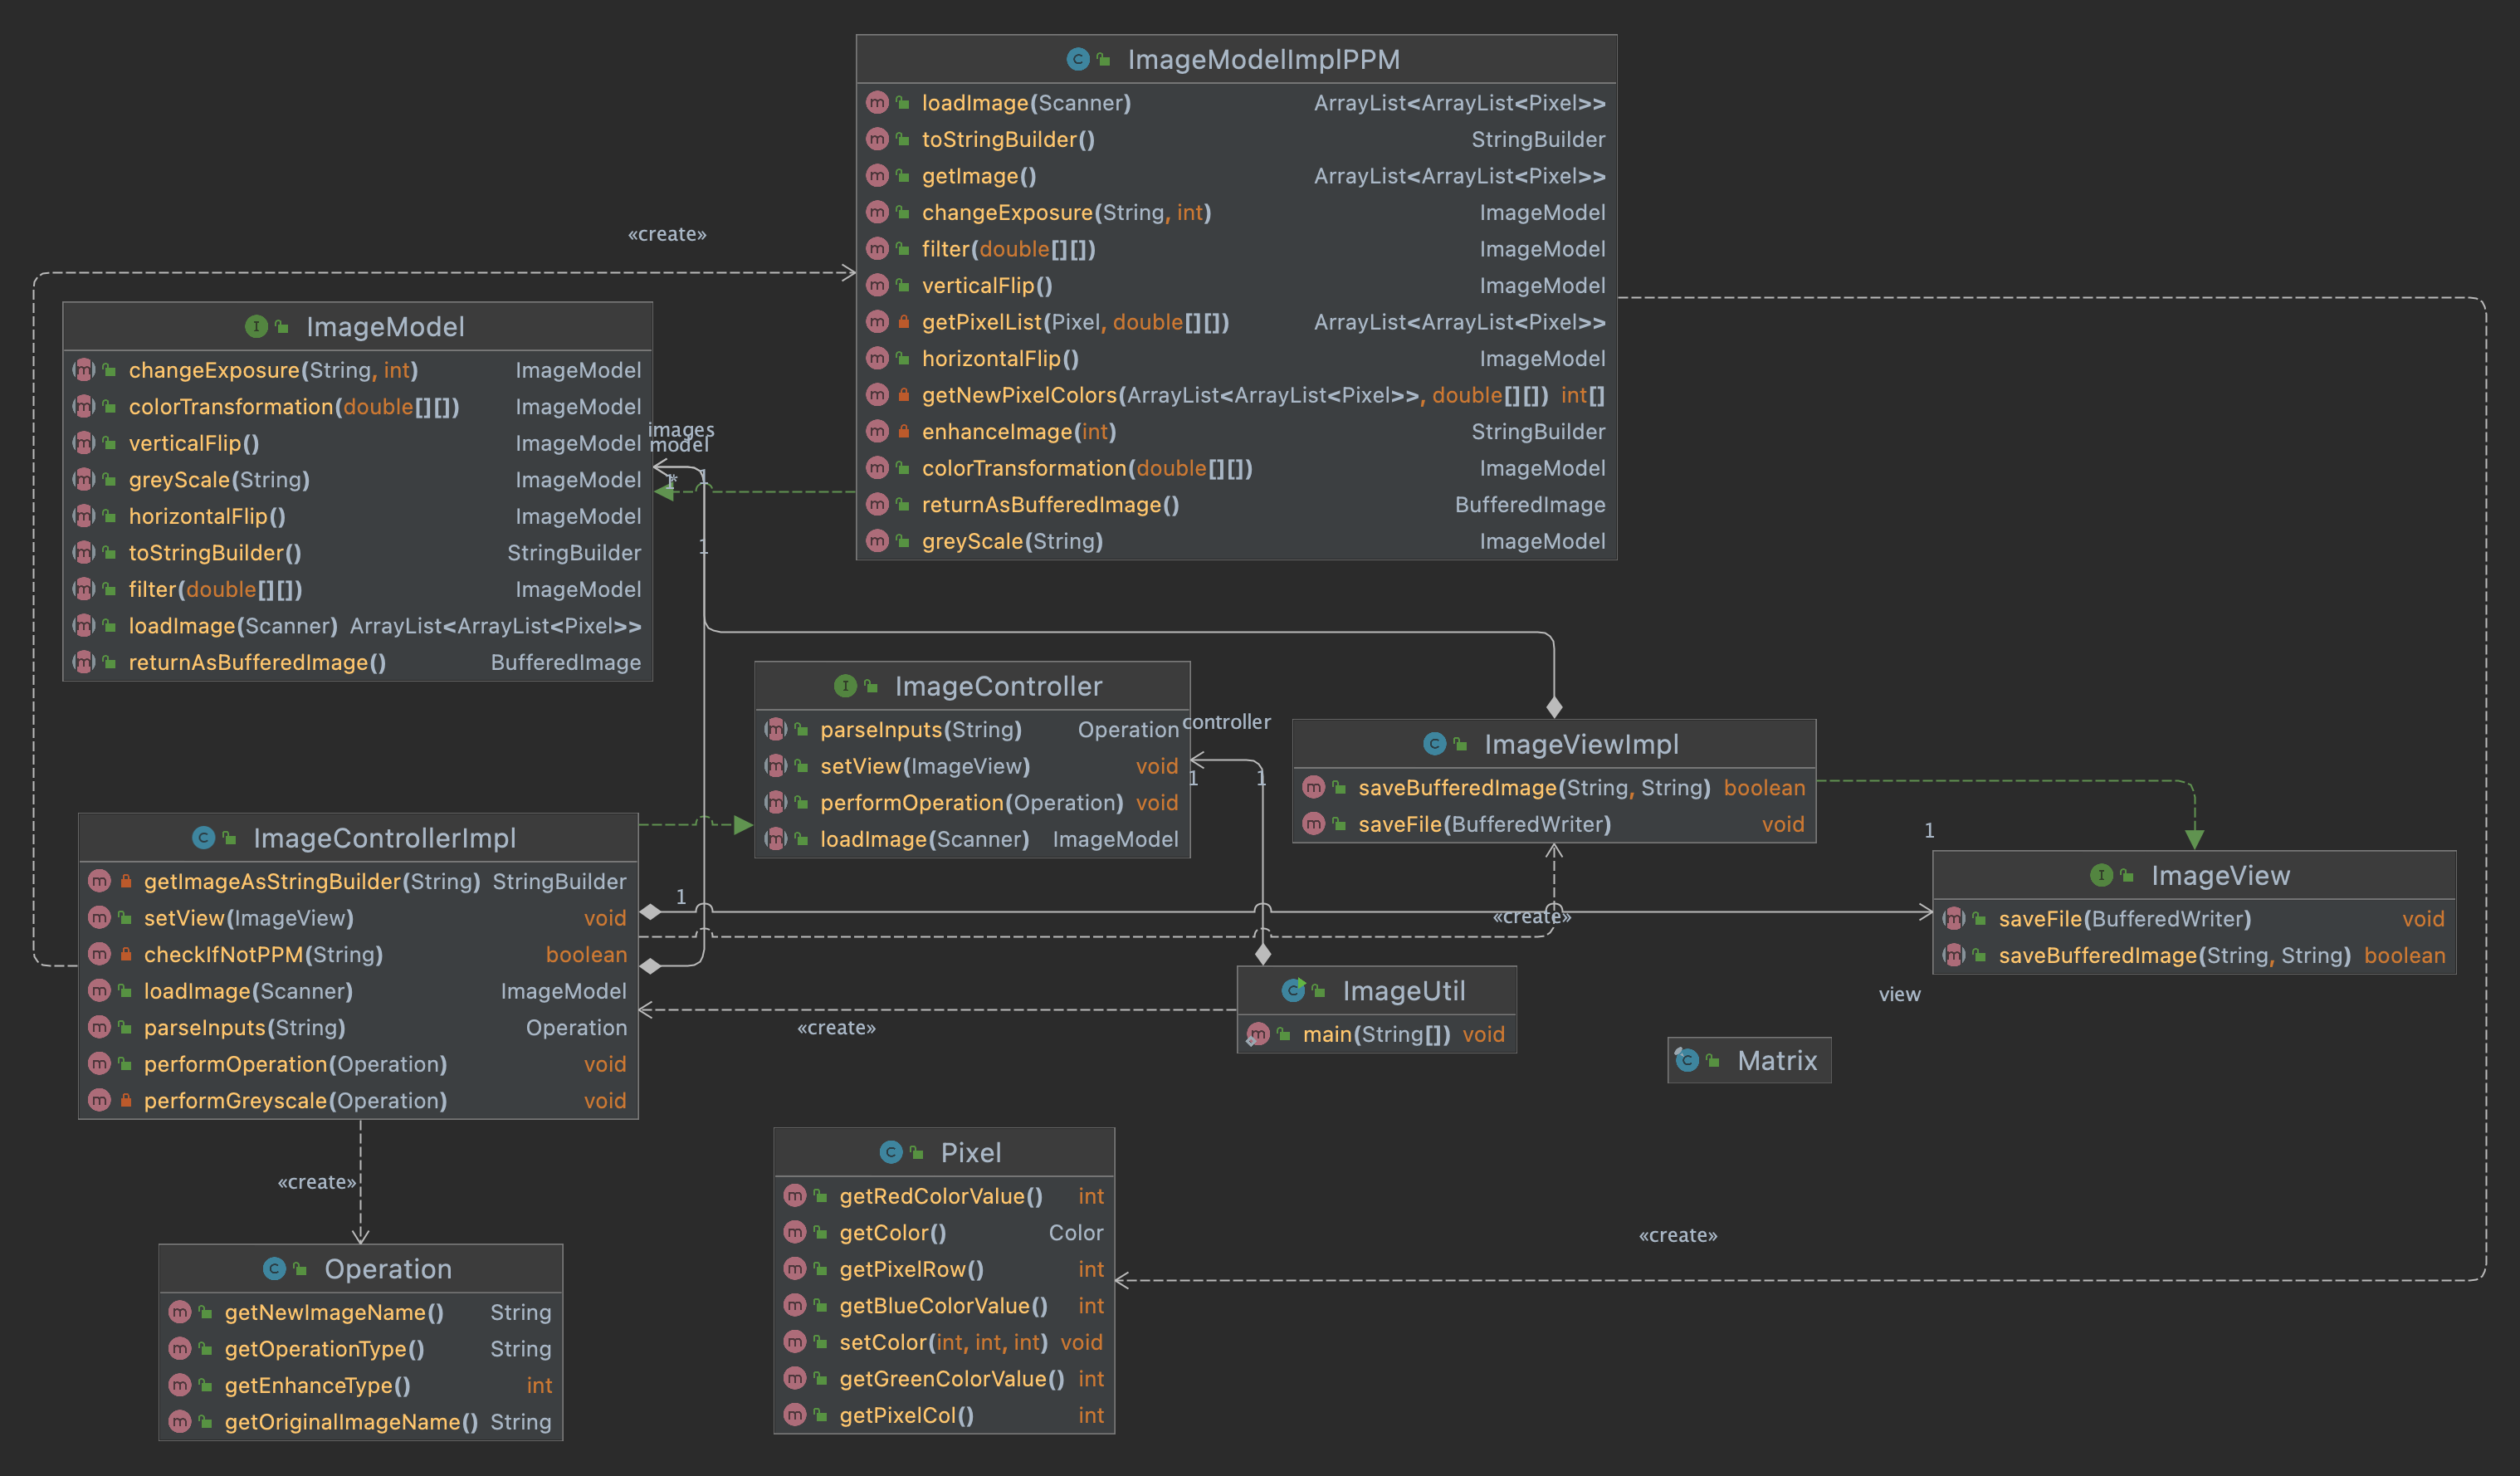 ImageModelImplPPM
loadImage(Scanner) ArrayList<ArrayList<Pixel>>
toStringBuilder() StringBuilder
getImage() ArrayList<ArrayList<Pixel>>
changeExposure(String, int) ImageModel
filter(double[][]) ImageModel
verticalFlip() ImageModel
getPixelList(Pixel, double[][]) ArrayList<ArrayList<Pixel>>
horizontalFlip() ImageModel
getNewPixelColors(ArrayList<ArrayList<Pixel>>, double[][]) int[]
enhanceImage(int) StringBuilder
colorTransformation(double[][]) ImageModel
returnAsBufferedImage() BufferedImage
greyScale(String) ImageModel
«create»
ImageModel
changeExposure(String, int) ImageModel
colorTransformation(double[][]) ImageModel
verticalFlip() ImageModel
greyScale(String) ImageModel
horizontalFlip() ImageModel
toStringBuilder() StringBuilder
filter(double[][]) ImageModel
loadImage(Scanner) ArrayList<ArrayList<Pixel>>
returnAsBufferedImage() BufferedImage
images
model
1
*
1
1
ImageController
parseInputs(String) Operation
setView(ImageView) void
performOperation(Operation) void
loadImage(Scanner) ImageModel
controller
1
1
ImageViewImpl
saveBufferedImage(String, String) boolean
saveFile(BufferedWriter) void
1
ImageView
saveFile(BufferedWriter) void
saveBufferedImage(String, String) boolean
view
ImageControllerImpl
getImageAsStringBuilder(String) StringBuilder
setView(ImageView) void
checkIfNotPPM(String) boolean
loadImage(Scanner) ImageModel
parseInputs(String) Operation
performOperation(Operation) void
performGreyscale(Operation) void
1
«create»
«create»
ImageUtil
main(String[]) void
Matrix
«create»
Operation
getNewImageName() String
getOperationType() String
getEnhanceType() int
getOriginalImageName() String
Pixel
getRedColorValue() int
getColor() Color
getPixelRow() int
getBlueColorValue() int
setColor(int, int, int) void
getGreenColorValue() int
getPixelCol() int
«create»